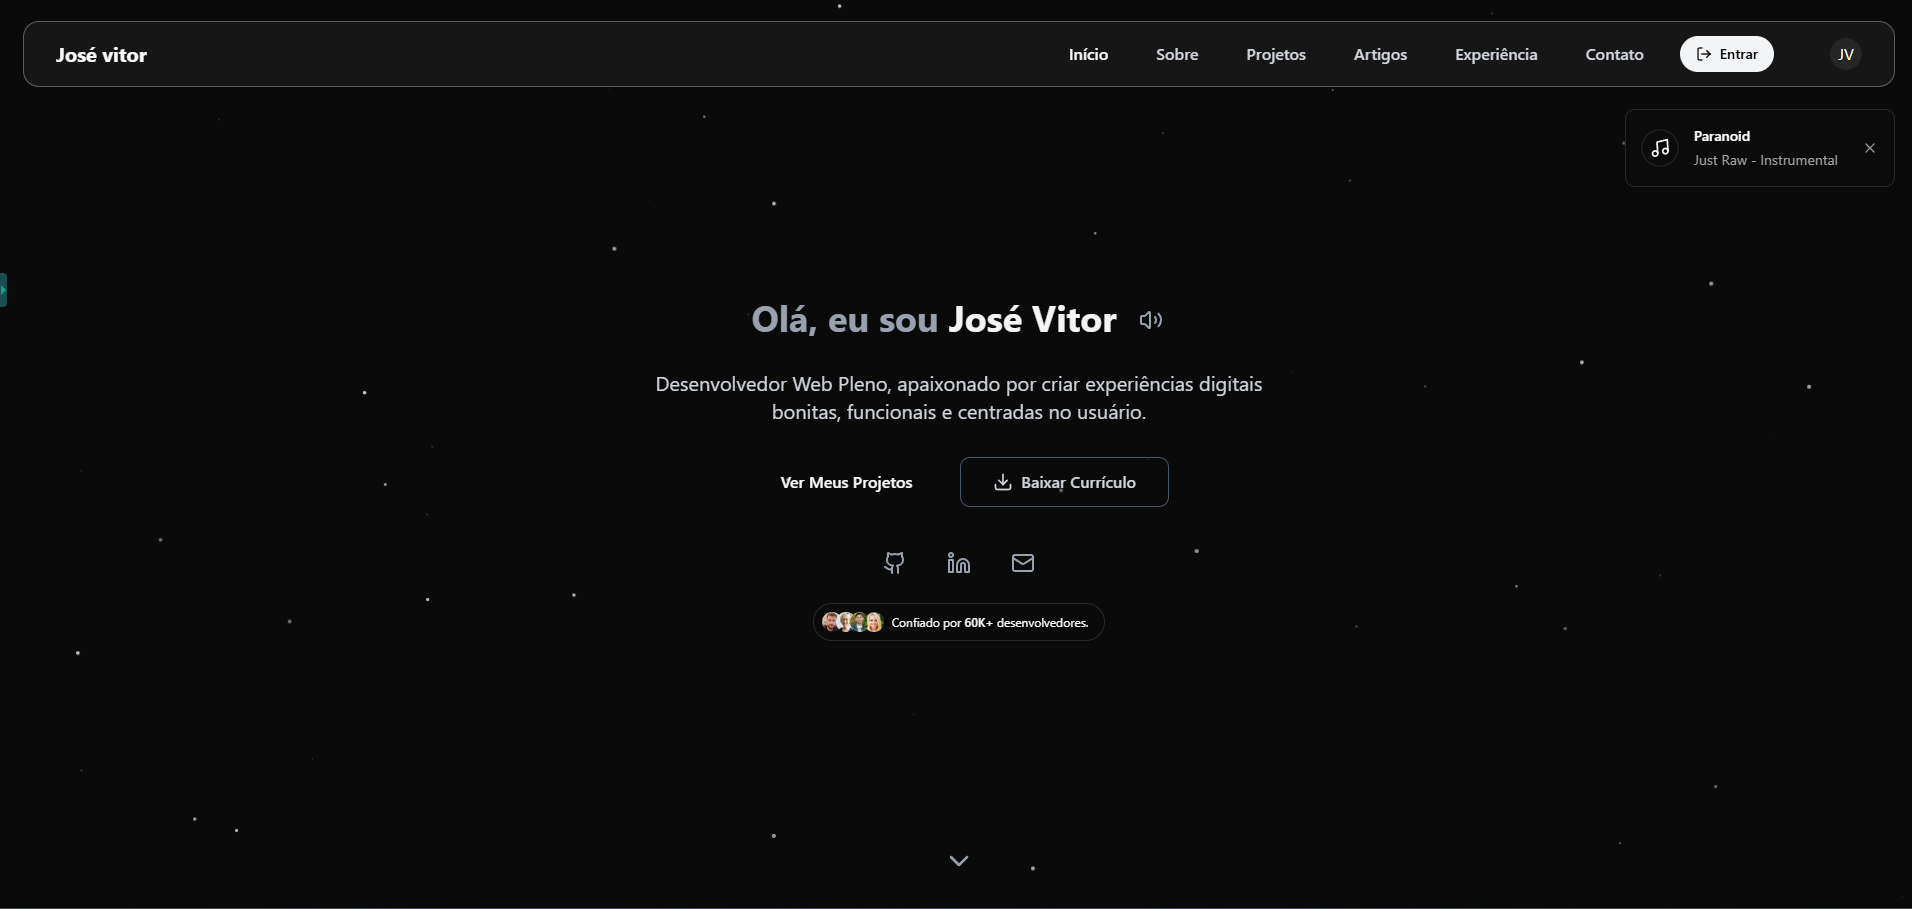 José vitor
Início Sobre Projetos Artigos Experiência Contato Entrar JV
Paranoid
Just Raw - Instrumental
Olá, eu sou José Vitor
Desenvolvedor Web Pleno, apaixonado por criar experiências digitais
bonitas, funcionais e centradas no usuário.
Ver Meus Projetos Baixar Currículo
Confiado por 60K+ desenvolvedores.